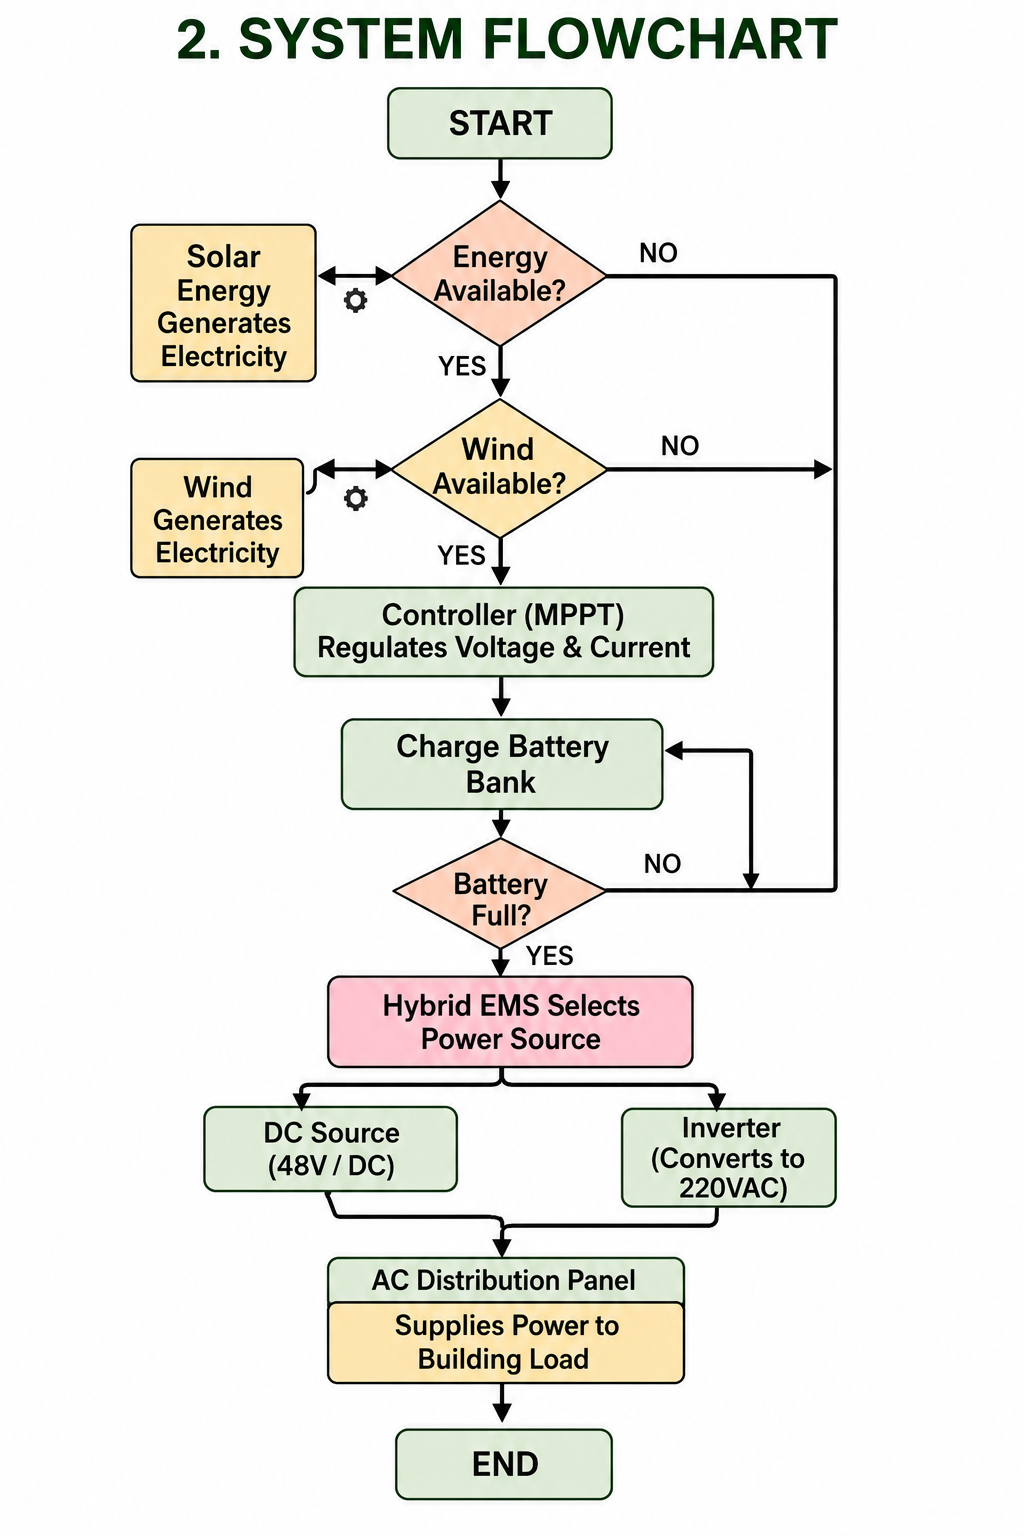 2. SYSTEM FLOWCHART
START
Energy
Available?
NO
Solar
Energy
Generates
Electricity
YES
Wind
Available?
NO
Wind
Generates
Electricity
YES
Controller (MPPT)
Regulates Voltage & Current
Charge Battery
Bank
Battery
Full?
NO
YES
Hybrid EMS Selects
Power Source
DC Source
(48V / DC)
Inverter
(Converts to
220VAC)
AC Distribution Panel
Supplies Power to
Building Load
END